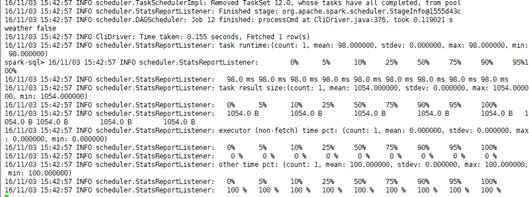 16/11/03 15:42:57 INFO scheduler.TaskSchedulerImpl: Removed TaskSet 12.0, whose tasks have all completed, from pool
16/11/03 15:42:57 INFO scheduler.StatsReportListener: Finished stage: org.apache.spark.scheduler.StageInfo@1555d43c
16/11/03 15:42:57 INFO scheduler.DAGScheduler: Job 12 finished: processCmd at CliDriver.java:376, took 0.119021 s
weather false
16/11/03 15:42:57 INFO CliDriver: Time taken: 0.155 seconds, Fetched 1 row(s)
16/11/03 15:42:57 INFO scheduler.StatsReportListener: task runtime:(count: 1, mean: 98.000000, stdev: 0.000000, max: 98.000000, min:
98.000000)
spark-sql> 16/11/03 15:42:57 INFO scheduler.StatsReportListener: 0% 5% 10% 25% 50% 75% 90% 95%1
00%
16/11/03 15:42:57 INFO scheduler.StatsReportListener: 98.0 ms 98.0 ms 98.0 ms 98.0 ms 98.0 ms 98.0 ms 98.0 ms 98.0 ms 98.0 ms
16/11/03 15:42:57 INFO scheduler.StatsReportListener: task result size:(count: 1, mean: 1054.000000, stdev: 0.000000, max: 1054.0000
00, min: 1054.000000)
16/11/03 15:42:57 INFO scheduler.StatsReportListener: 0% 5% 10% 25% 50% 75% 90% 95% 100%
16/11/03 15:42:57 INFO scheduler.StatsReportListener: 1054.0 B 1054.0 B 1054.0 B 1054.0 B 1
054.0 B 1054.0 B 1054.0 B 1054.0 B
16/11/03 15:42:57 INFO scheduler.StatsReportListener: executor (non-fetch) time pct: (count: 1, mean: 0.000000, stdev: 0.000000, max
: 0.000000, min: 0.000000)
16/11/03 15:42:57 INFO scheduler.StatsReportListener: 0% 5% 10% 25% 50% 75% 90% 95% 100%
16/11/03 15:42:57 INFO scheduler.StatsReportListener: 0 % 0 % 0 % 0 % 0 % 0 % 0 % 0 % 0 %
16/11/03 15:42:57 INFO scheduler.StatsReportListener: other time pct: (count: 1, mean: 100.000000, stdev: 0.000000, max: 100.000000,
min: 100.000000)
16/11/03 15:42:57 INFO scheduler.StatsReportListener: 0% 5% 10% 25% 50% 75% 90% 95% 100%
16/11/03 15:42:57 INFO scheduler.StatsReportListener: 100 % 100 % 100 % 100 % 100 % 100 % 100 % 100 % 100 %